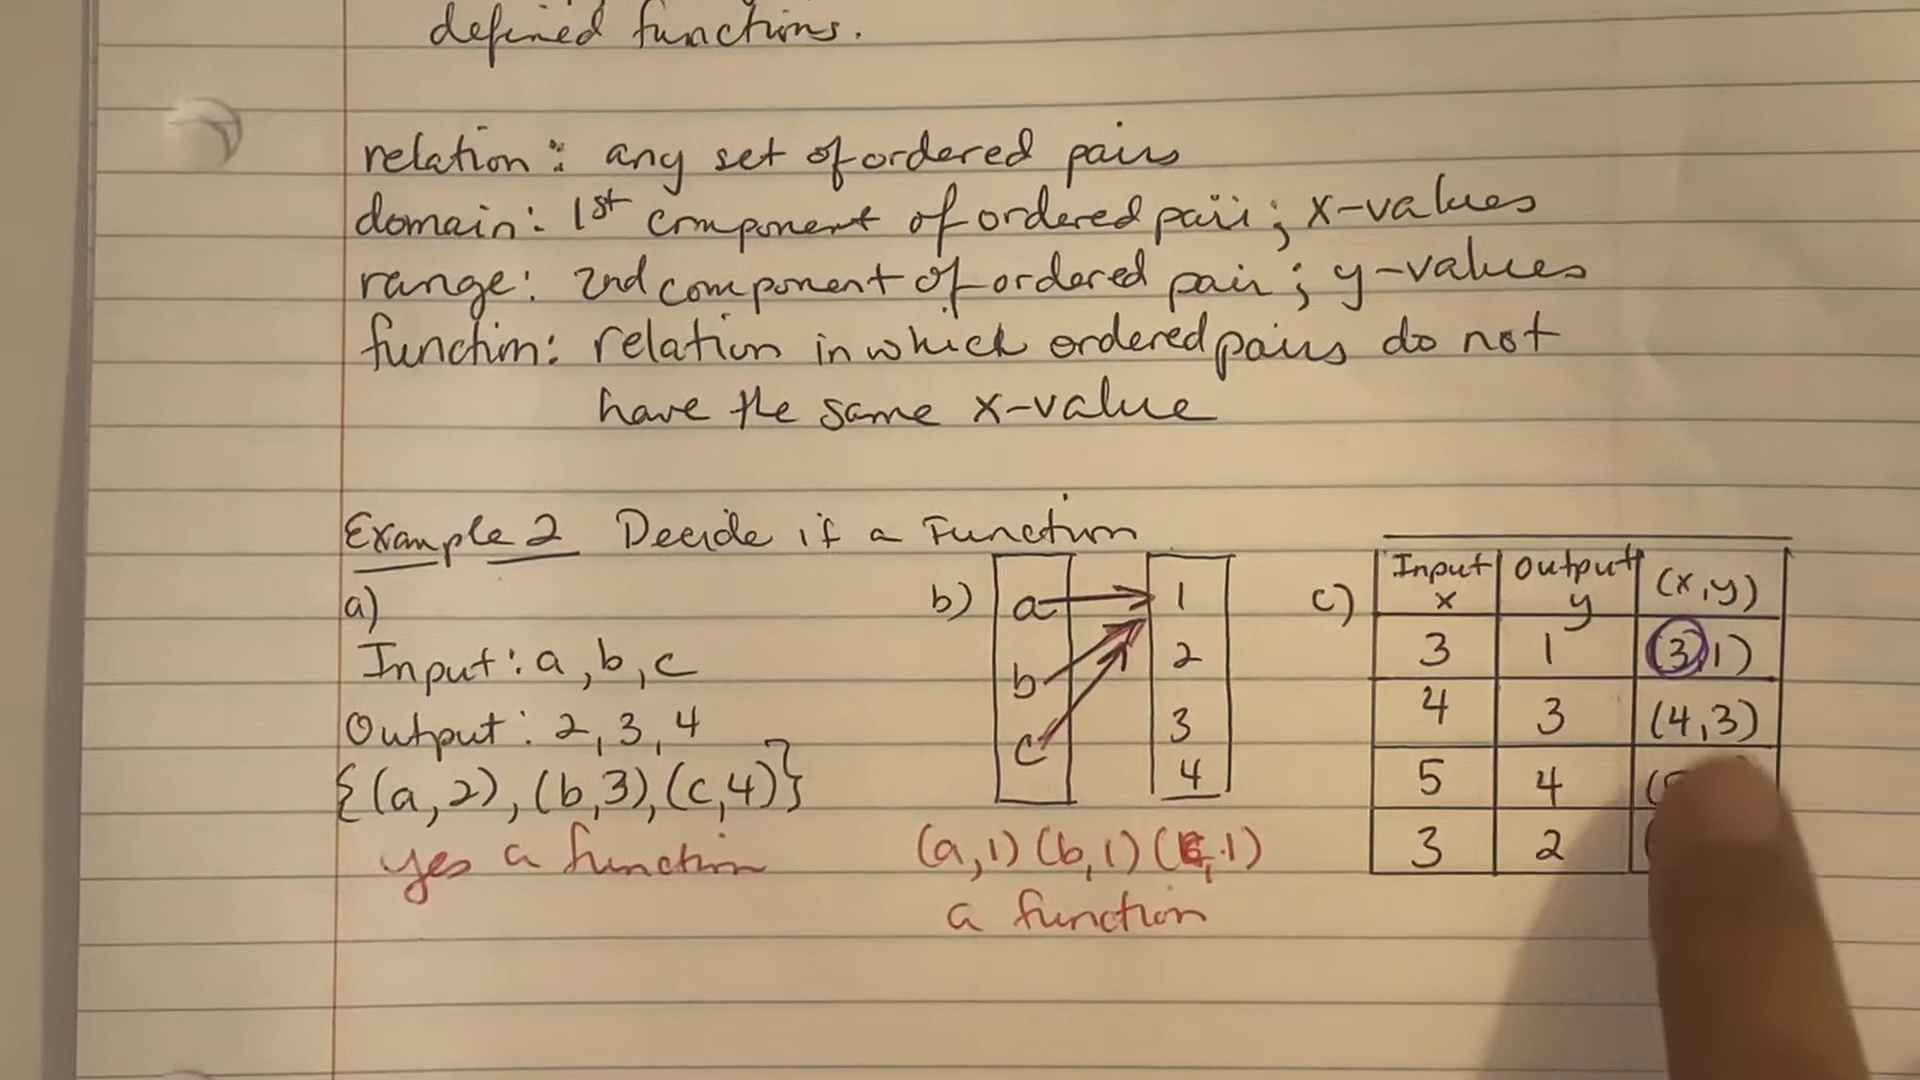 defined functions.
relation: any set of ordered pairs
domain: 1st component of ordered pair; x-values
range: 2nd component of ordered pair; y-values
function: relation in which ordered pairs do not
have the same x-value
Example 2 Decide if a Function
a)
Input: a, b, c
Output: 2, 3, 4
{(a,2), (b,3), (c,4)}
yes a function
b)
a 1
b 2
c 3
4
(a,1) (b,1) (c,1)
a function
c)
Input x Output y (x,y)
3 1 (3,1)
4 3 (4,3)
5 4 (
3 2 (